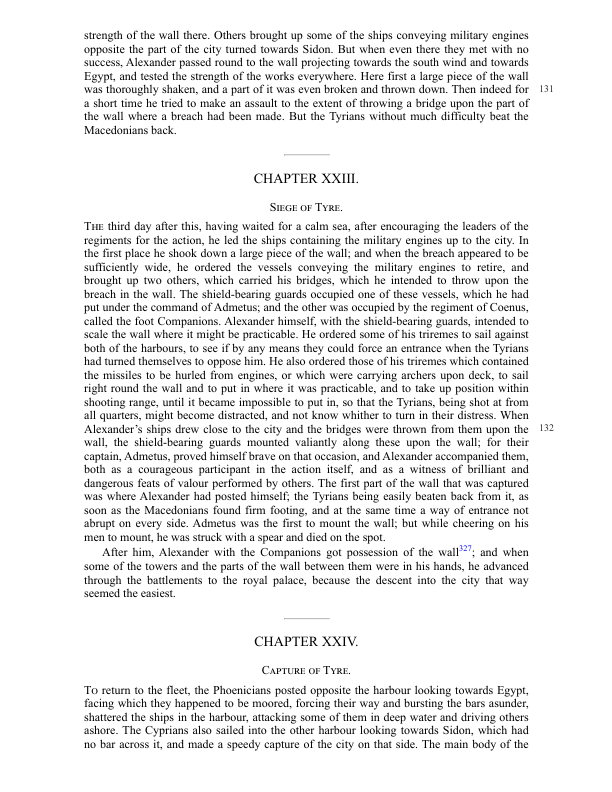 strength of the wall there. Others brought up some of the ships conveying military engines
opposite the part of the city turned towards Sidon. But when even there they met with no
success, Alexander passed round to the wall projecting towards the south wind and towards
Egypt, and tested the strength of the works everywhere. Here first a large piece of the wall
was thoroughly shaken, and a part of it was even broken and thrown down. Then indeed for 131
a short time he tried to make an assault to the extent of throwing a bridge upon the part of
the wall where a breach had been made. But the Tyrians without much difficulty beat the
Macedonians back.
CHAPTER XXIII.
Siege of Tyre.
The third day after this, having waited for a calm sea, after encouraging the leaders of the
regiments for the action, he led the ships containing the military engines up to the city. In
the first place he shook down a large piece of the wall; and when the breach appeared to be
sufficiently wide, he ordered the vessels conveying the military engines to retire, and
brought up two others, which carried his bridges, which he intended to throw upon the
breach in the wall. The shield-bearing guards occupied one of these vessels, which he had
put under the command of Admetus; and the other was occupied by the regiment of Coenus,
called the foot Companions. Alexander himself, with the shield-bearing guards, intended to
scale the wall where it might be practicable. He ordered some of his triremes to sail against
both of the harbours, to see if by any means they could force an entrance when the Tyrians
had turned themselves to oppose him. He also ordered those of his triremes which contained
the missiles to be hurled from engines, or which were carrying archers upon deck, to sail
right round the wall and to put in where it was practicable, and to take up position within
shooting range, until it became impossible to put in, so that the Tyrians, being shot at from
all quarters, might become distracted, and not know whither to turn in their distress. When
Alexander’s ships drew close to the city and the bridges were thrown from them upon the 132
wall, the shield-bearing guards mounted valiantly along these upon the wall; for their
captain, Admetus, proved himself brave on that occasion, and Alexander accompanied them,
both as a courageous participant in the action itself, and as a witness of brilliant and
dangerous feats of valour performed by others. The first part of the wall that was captured
was where Alexander had posted himself; the Tyrians being easily beaten back from it, as
soon as the Macedonians found firm footing, and at the same time a way of entrance not
abrupt on every side. Admetus was the first to mount the wall; but while cheering on his
men to mount, he was struck with a spear and died on the spot.
After him, Alexander with the Companions got possession of the wall327; and when
some of the towers and the parts of the wall between them were in his hands, he advanced
through the battlements to the royal palace, because the descent into the city that way
seemed the easiest.
CHAPTER XXIV.
Capture of Tyre.
To return to the fleet, the Phoenicians posted opposite the harbour looking towards Egypt,
facing which they happened to be moored, forcing their way and bursting the bars asunder,
shattered the ships in the harbour, attacking some of them in deep water and driving others
ashore. The Cyprians also sailed into the other harbour looking towards Sidon, which had
no bar across it, and made a speedy capture of the city on that side. The main body of the